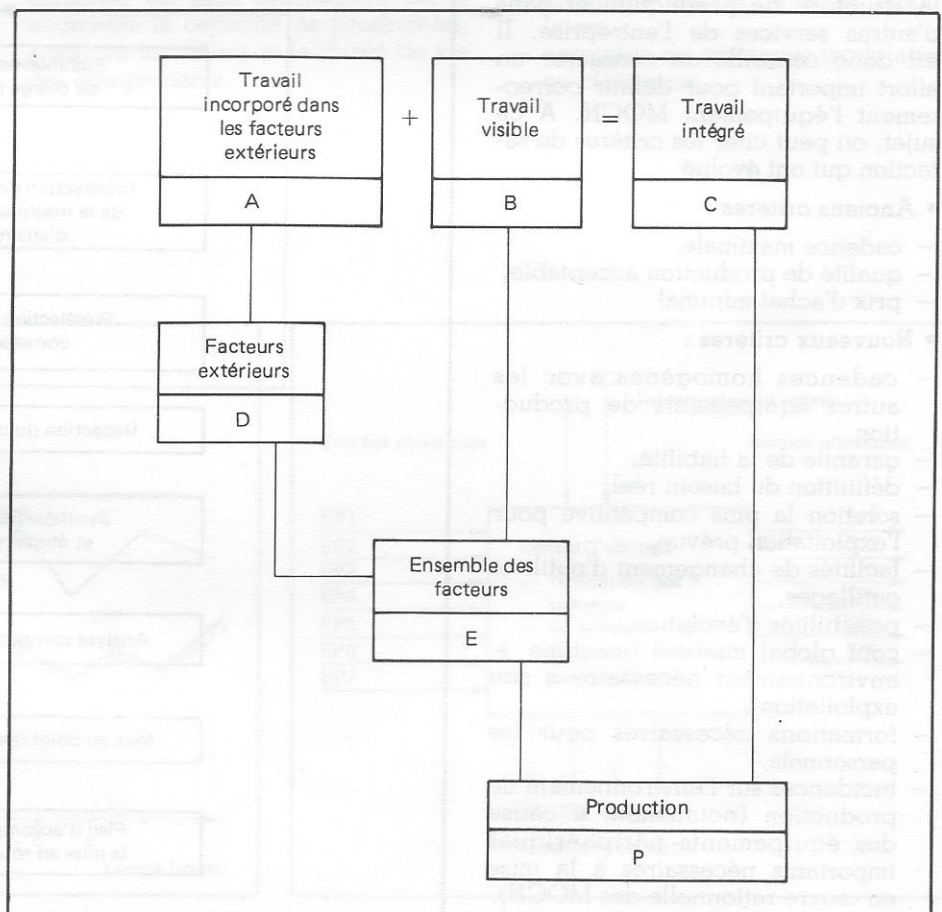 Travail
incorporé dans
les facteurs
extérieurs
A
+
Travail
visible
B
=
Travail
intégré
C
Facteurs
extérieurs
D
Ensemble des
facteurs
E
Production
P
d'autres services de l'entreprise. Il
est donc conseillé de consacrer un
effort important pour définir correc-
tement l'équipement MOCN. A ce
sujet, on peut citer les critères de sé-
lection qui ont évolué.
• Anciens critères
– cadence maximale,
– qualité de production acceptable,
– prix d'achat minimal.
• Nouveaux critères :
– cadences homogènes avec les
autres équipements de produc-
tion,
– garantie de la fiabilité,
– définition du besoin réel,
– solution la plus compétitive pour
l'exploitation prévue,
– facilités de changement d'outils,
outillages,
– possibilités d'évolution,
– coût global
environnement nécessaire à son
exploitation
– formations nécessaires pour les
personnels,
– incidences sur l'environnement de
production (notamment à cause
des équipements périphériques
importants nécessaires à la mise
en œuvre rationnelle des MOCN)